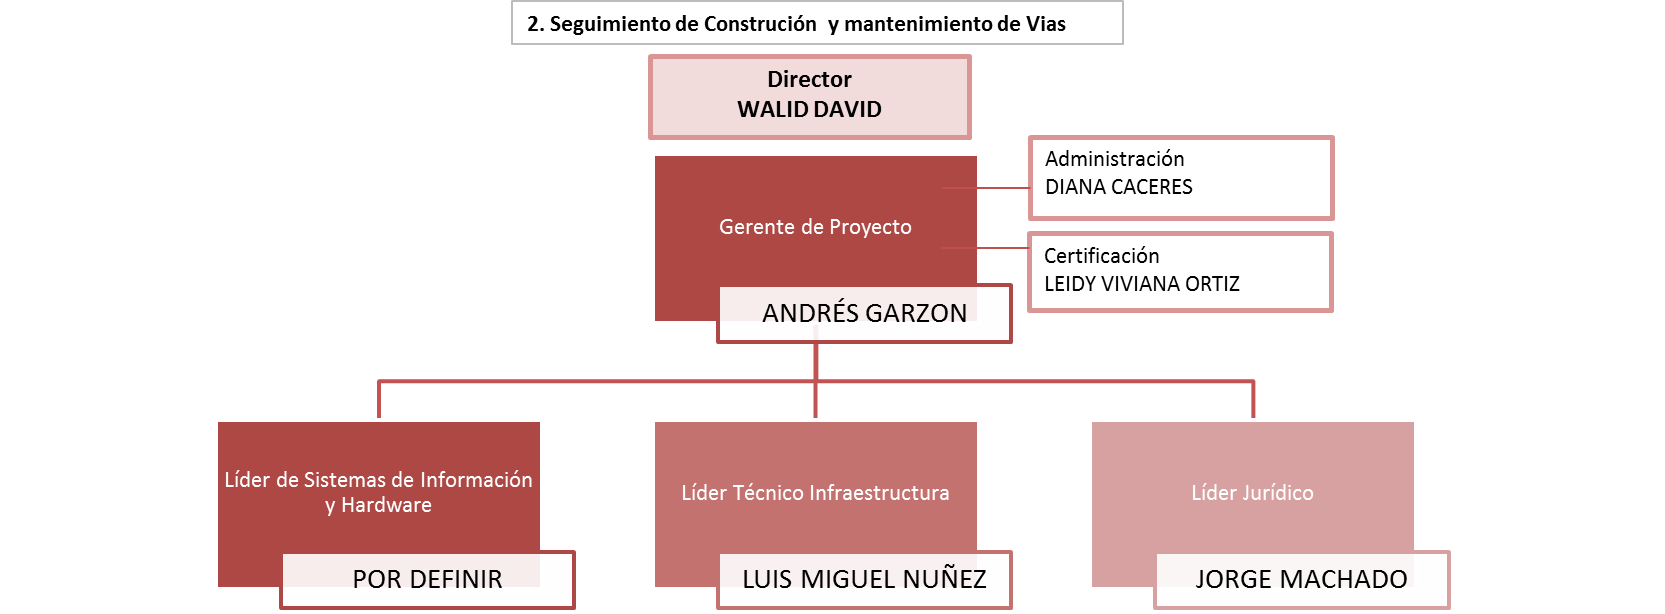 2. Seguimiento de Construción  y mantenimiento de Vias
Director
WALID DAVID
Administración
DIANA CACERES
Gerente de Proyecto
Certificación
LEIDY VIVIANA ORTIZ
ANDRÉS GARZON
Líder de Sistemas de Información
y Hardware
POR DEFINIR
Líder Técnico Infraestructura
LUIS MIGUEL NUÑEZ
Líder Jurídico
JORGE MACHADO